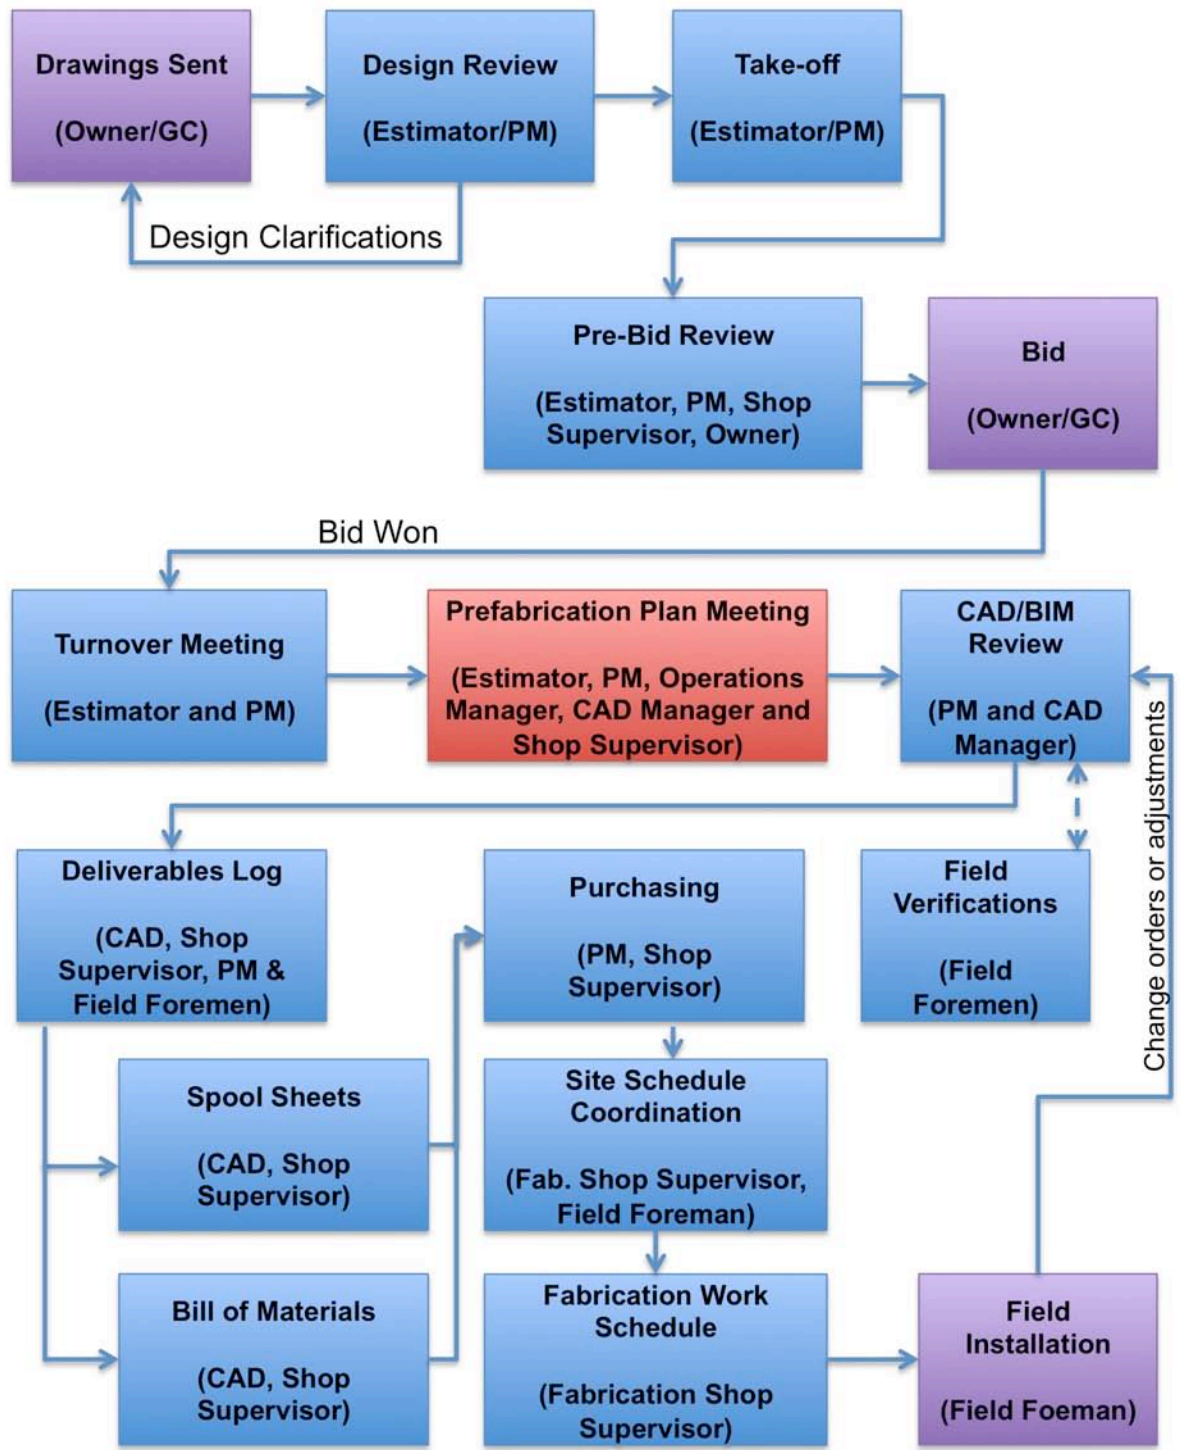 Drawings Sent
(Owner/GC)
Design Review
(Estimator/PM)
Take-off
(Estimator/PM)
Design Clarifications
Pre-Bid Review
(Estimator, PM, Shop
Supervisor, Owner)
Bid
(Owner/GC)
Bid Won
Turnover Meeting
(Estimator and PM)
Prefabrication Plan Meeting
(Estimator, PM, Operations
Manager, CAD Manager and
Shop Supervisor)
CAD/BIM
Review
(PM and CAD
Manager)
Change orders or adjustments
Deliverables Log
(CAD, Shop
Supervisor, PM &
Field Foremen)
Purchasing
(PM, Shop
Supervisor)
Field
Verifications
(Field
Foremen)
Spool Sheets
(CAD, Shop
Supervisor)
Site Schedule
Coordination
(Fab. Shop Supervisor,
Field Foreman)
Bill of Materials
(CAD, Shop
Supervisor)
Fabrication Work
Schedule
(Fabrication Shop
Supervisor)
Field
Installation
(Field Foeman)